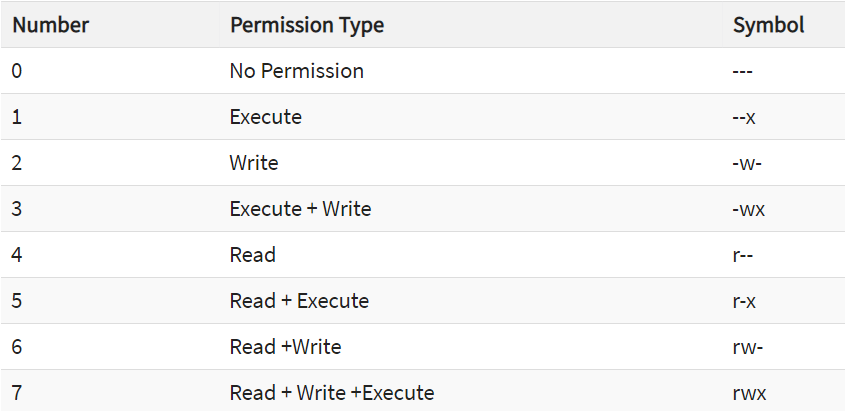 Number Permission Type Symbol
0 No Permission ---
1 Execute --x
2 Write -w-
3 Execute + Write -wx
4 Read r--
5 Read + Execute r-x
6 Read +Write rw-
7 Read + Write +Execute rwx